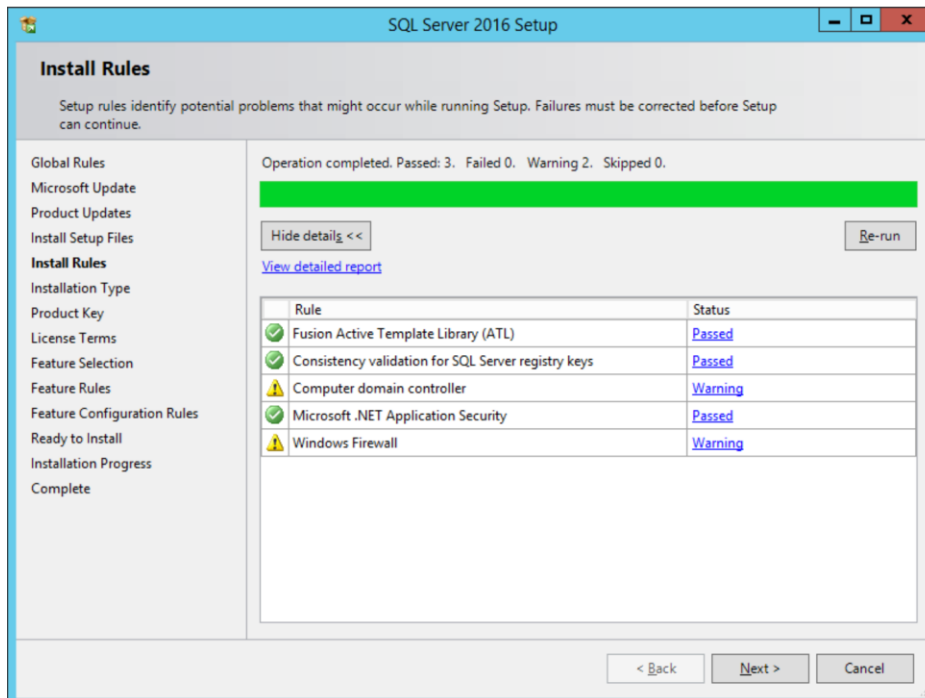 SQL Server 2016 Setup
Install Rules
Setup rules identify potential problems that might occur while running Setup. Failures must be corrected before Setup
can continue.
Global Rules
Microsoft Update
Product Updates
Install Setup Files
Install Rules
Installation Type
Product Key
License Terms
Feature Selection
Feature Rules
Feature Configuration Rules
Ready to Install
Installation Progress
Complete
Operation completed. Passed: 3.   Failed 0.   Warning 2.   Skipped 0.
Hide details <<
Re-run
View detailed report
Rule Status
Fusion Active Template Library (ATL) Passed
Consistency validation for SQL Server registry keys Passed
Computer domain controller Warning
Microsoft .NET Application Security Passed
Windows Firewall Warning
< Back Next > Cancel